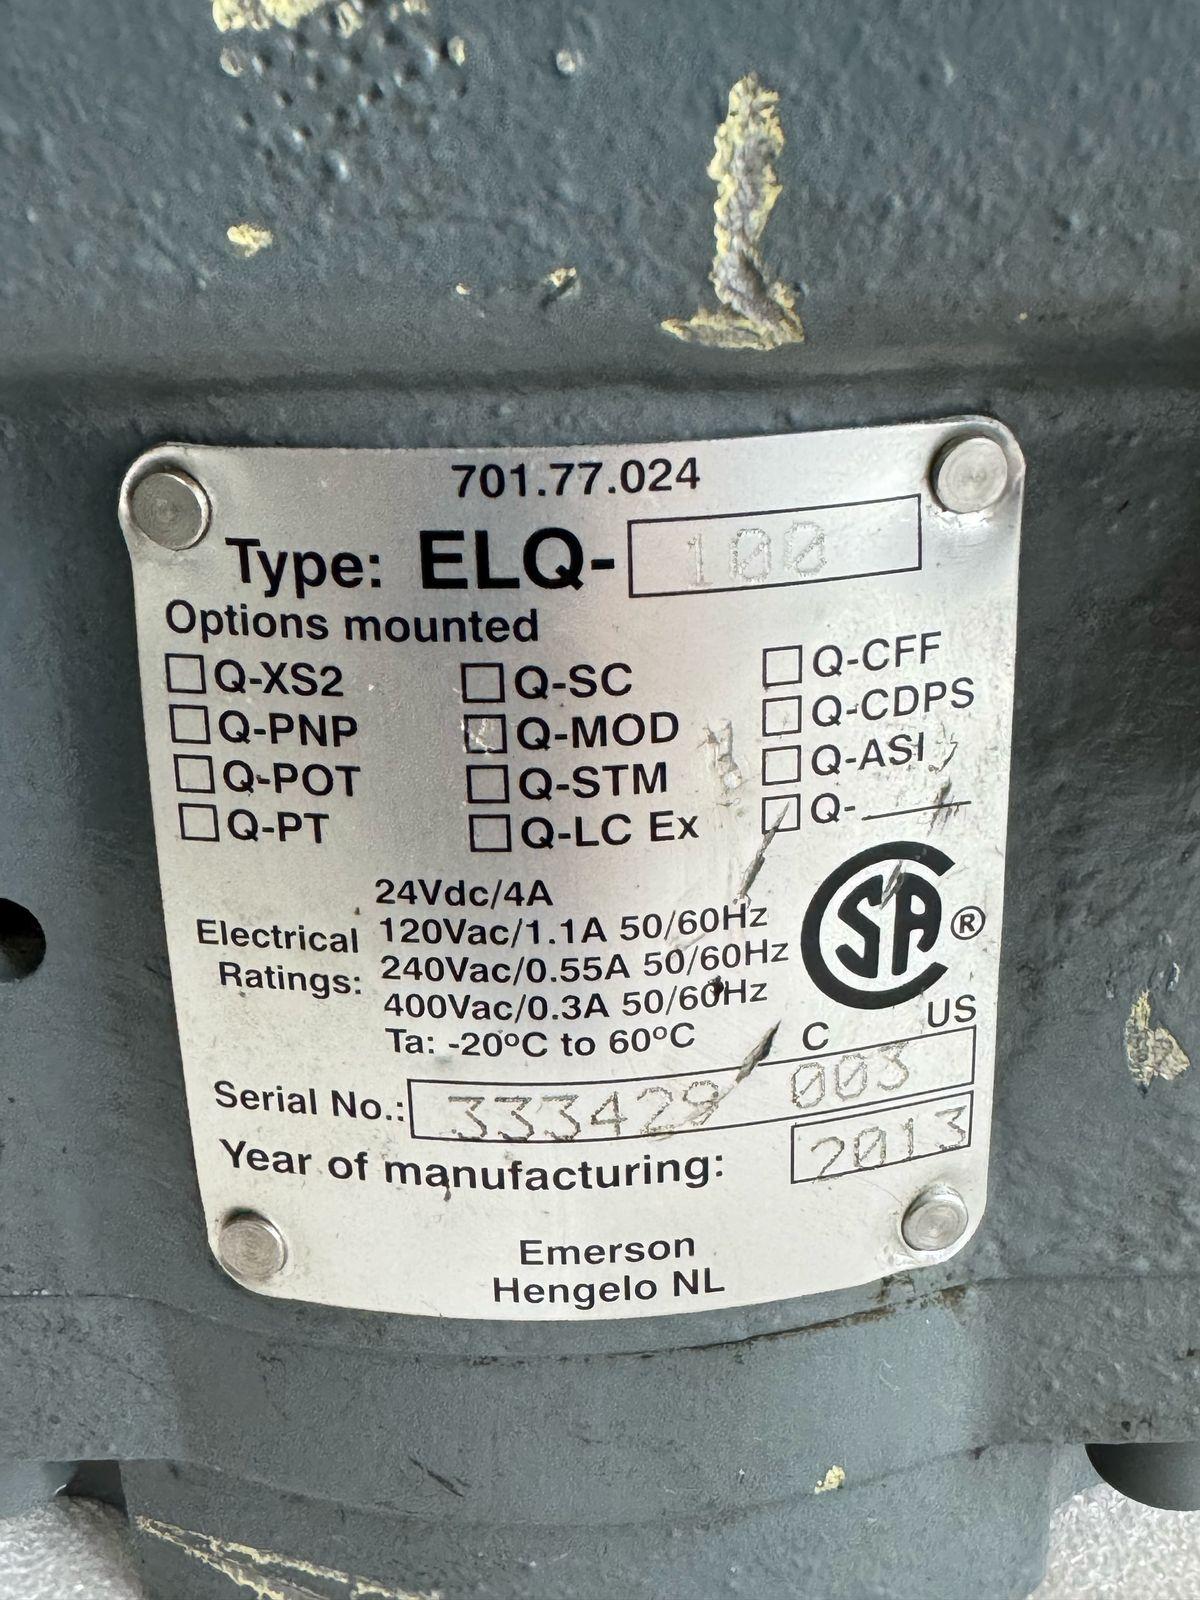 701.77.024
Type: ELQ-100
Options mounted
Q-XS2 Q-SC Q-CFF
Q-PNP Q-MOD Q-CDPS
Q-POT Q-STM Q-ASI
Q-PT Q-LC Ex Q-
24Vdc/4A
Electrical Ratings: 120Vac/1.1A 50/60Hz
240Vac/0.55A 50/60Hz
400Vac/0.3A 50/60Hz
Ta: -20ºC to 60ºC
SA ®
C US
Serial No.: 333429 003
Year of manufacturing: 2013
Emerson
Hengelo NL